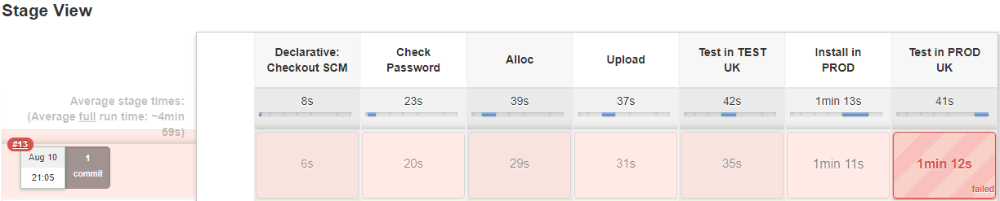 Stage View
Declarative:
Checkout SCM
Check
Password
Alloc
Upload
Test in TEST
UK
Install in
PROD
Test in PROD
UK
Average stage times:
(Average full run time: ~4min
59s)
8s
23s
39s
37s
42s
1min 13s
41s
#13
Aug 10
21:05
1
commit
6s
20s
29s
31s
35s
1min 11s
1min 12s
failed